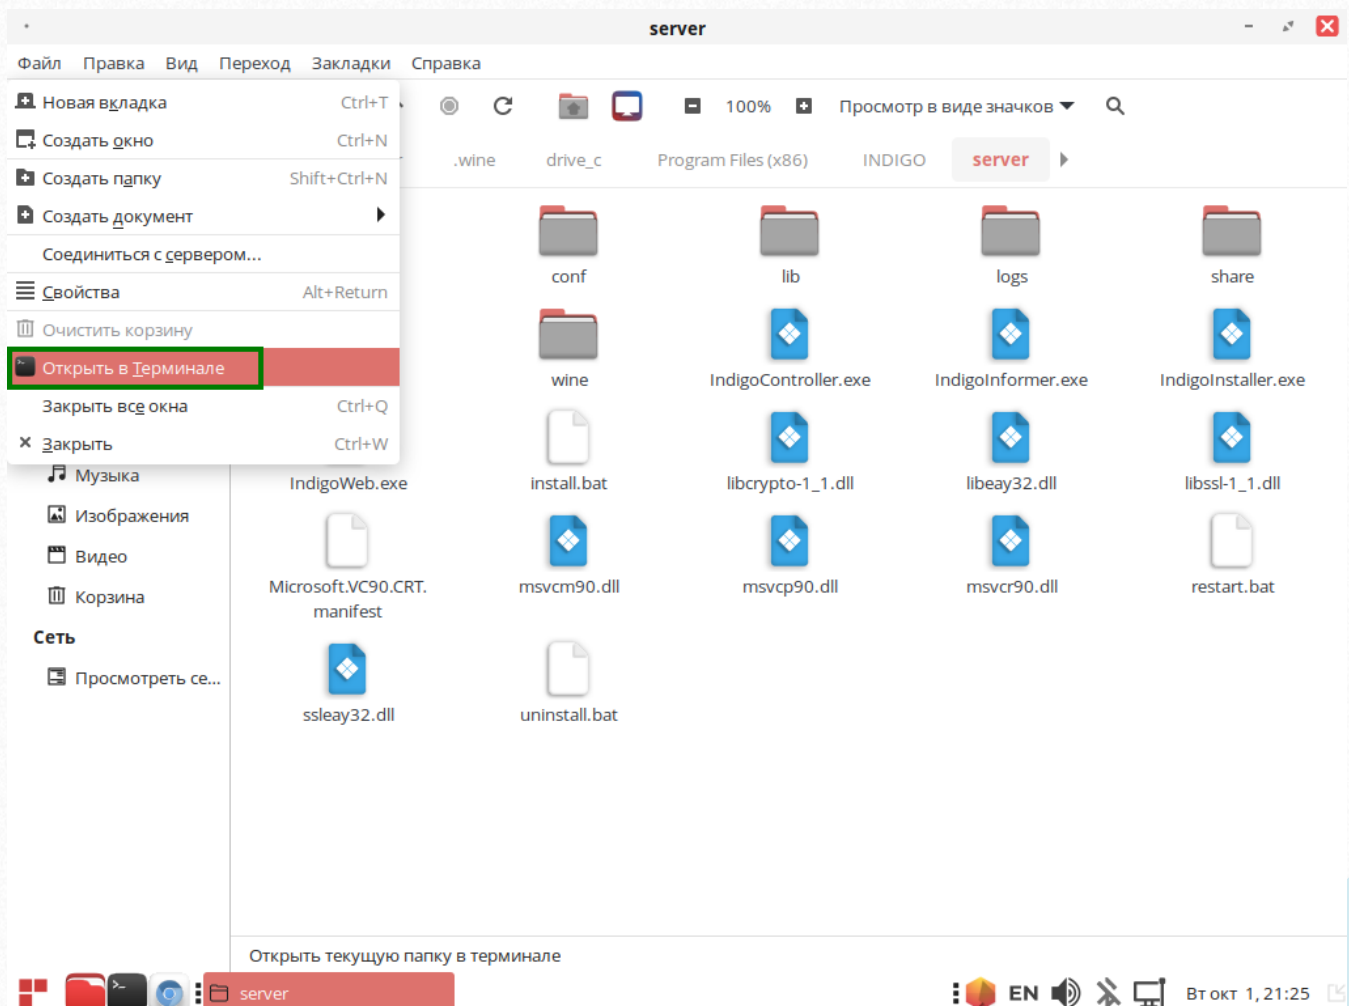 server
Файл Правка Вид Переход Закладки Справка
Новая вкладка Ctrl+T
100% Просмотр в виде значков
Создать окно Ctrl+N
.wine drive_c Program Files (x86) INDIGO server
Создать папку Shift+Ctrl+N
Создать документ
Соединиться с сервером...
Свойства Alt+Return
Очистить корзину
Открыть в Терминале
Закрыть все окна Ctrl+Q
Закрыть Ctrl+W
conf lib logs share
wine IndigoController.exe IndigoInformer.exe IndigoInstaller.exe
IndigoWeb.exe install.bat libcrypto-1_1.dll libeay32.dll libssl-1_1.dll
Microsoft.VC90.CRT.
manifest
msvcm90.dll msvcp90.dll msvcr90.dll restart.bat
ssleay32.dll uninstall.bat
Музыка
Изображения
Видео
Корзина
Сеть
Просмотреть се...
Открыть текущую папку в терминале
server EN Вт окт 1, 21:25